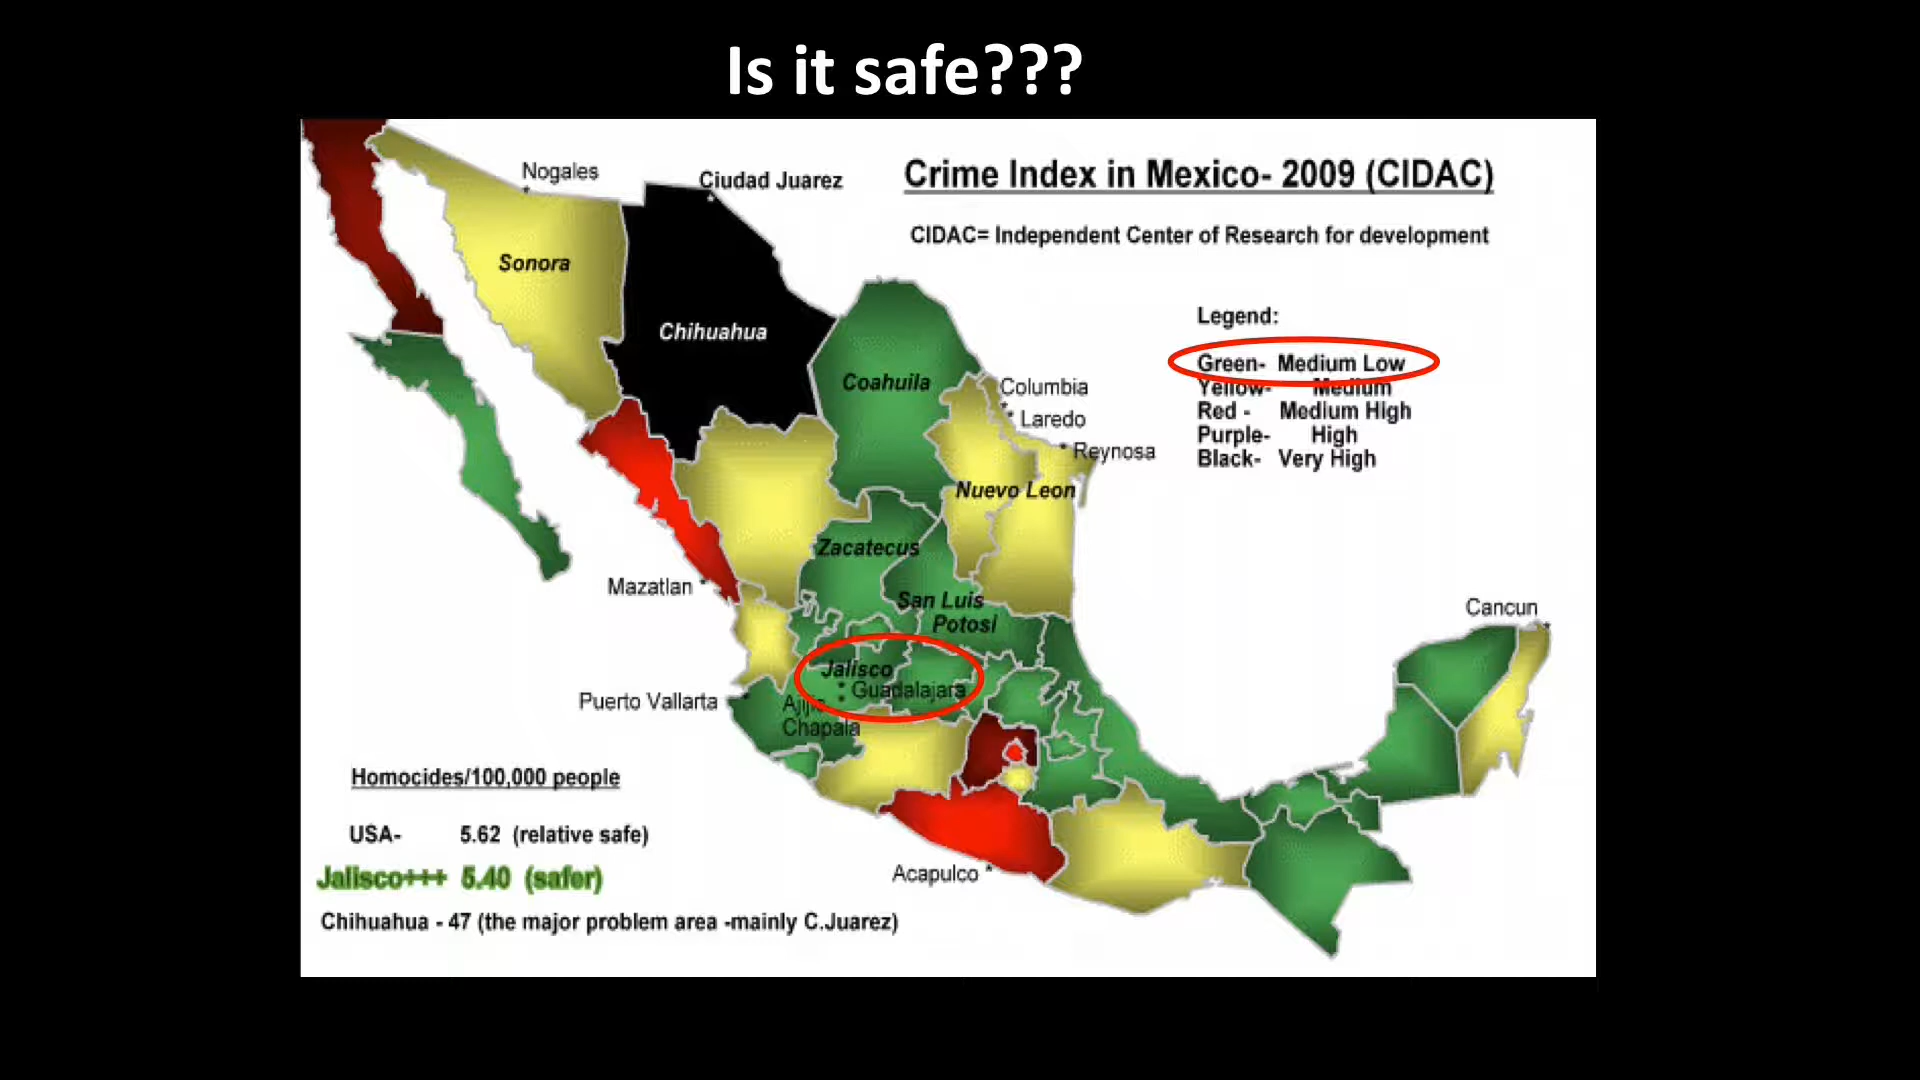 Is it safe???
Crime Index in Mexico- 2009 (CIDAC)
CIDAC= Independent Center of Research for development
Nogales
Ciudad Juarez
Sonora
Chihuahua
Coahuila
Columbia
Laredo
Reynosa
Nuevo Leon
Legend:
Green- Medium Low
Yellow- Medium
Red - Medium High
Purple- High
Black- Very High
Zacatecus
Mazatlan
San Luis
Potosi
Cancun
Jalisco
Guadalajara
Puerto Vallarta
Ajijic
Chapala
Acapulco
Homocides/100,000 people
USA- 5.62 (relative safe)
Jalisco+++ 5.40 (safer)
Chihuahua - 47 (the major problem area -mainly C.Juarez)